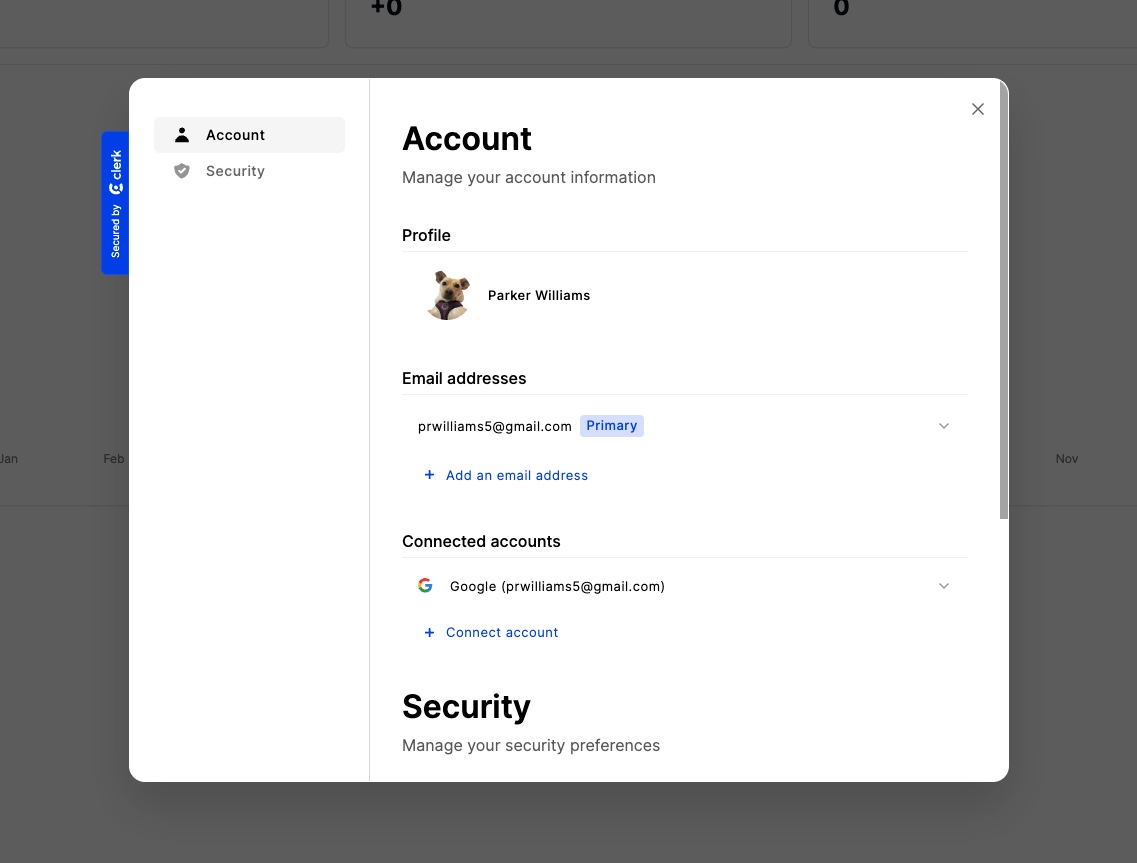 +0
0
Account
Security
Secured by clerk
Account
Manage your account information
Profile
Parker Williams
Email addresses
prwilliams5@gmail.com Primary
+ Add an email address
Jan
Feb
Nov
Connected accounts
Google (prwilliams5@gmail.com)
+ Connect account
Security
Manage your security preferences